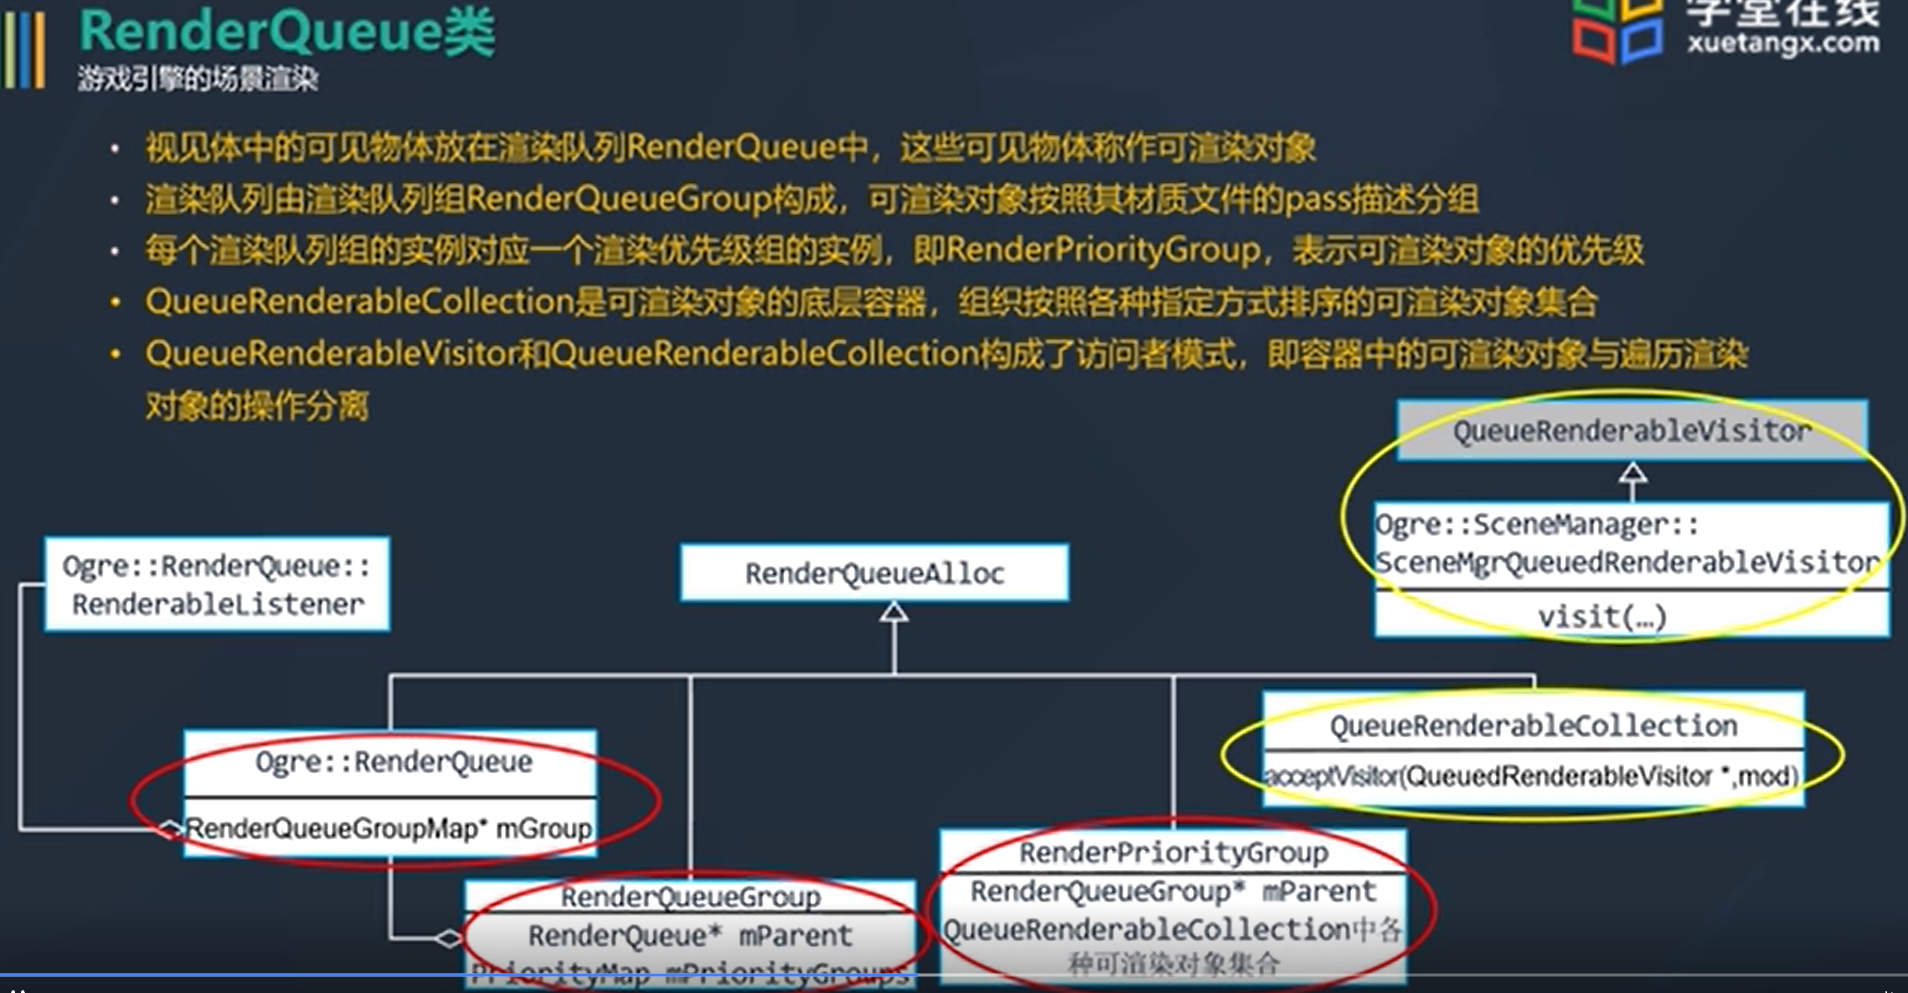 RenderQueue类
游戏引擎的场景渲染
学堂在线
xuetangx.com
• 视见体中的可见物体放在渲染队列RenderQueue中，这些可见物体称作可渲染对象
• 渲染队列由渲染队列组RenderQueueGroup构成，可渲染对象按照其材质文件的pass描述分组
• 每个渲染队列组的实例对应一个渲染优先级组的实例，即RenderPriorityGroup，表示可渲染对象的优先级
• QueueRenderableCollection是可渲染对象的底层容器，组织按照各种指定方式排序的可渲染对象集合
• QueueRenderableVisitor和QueueRenderableCollection构成了访问者模式，即容器中的可渲染对象与遍历渲染
对象的操作分离
QueueRenderableVisitor
Ogre::SceneManager::
SceneMgrQueuedRenderableVisitor
visit(…)
Ogre::RenderQueue::
RenderableListener
RenderQueueAlloc
Ogre::RenderQueue
RenderQueueGroupMap* mGroup
QueueRenderableCollection
acceptVisitor(QueuedRenderableVisitor *,mod)
RenderQueueGroup
RenderQueue* mParent
PriorityMap mPriorityGroups
RenderPriorityGroup
RenderQueueGroup* mParent
QueueRenderableCollection中各
种可渲染对象集合